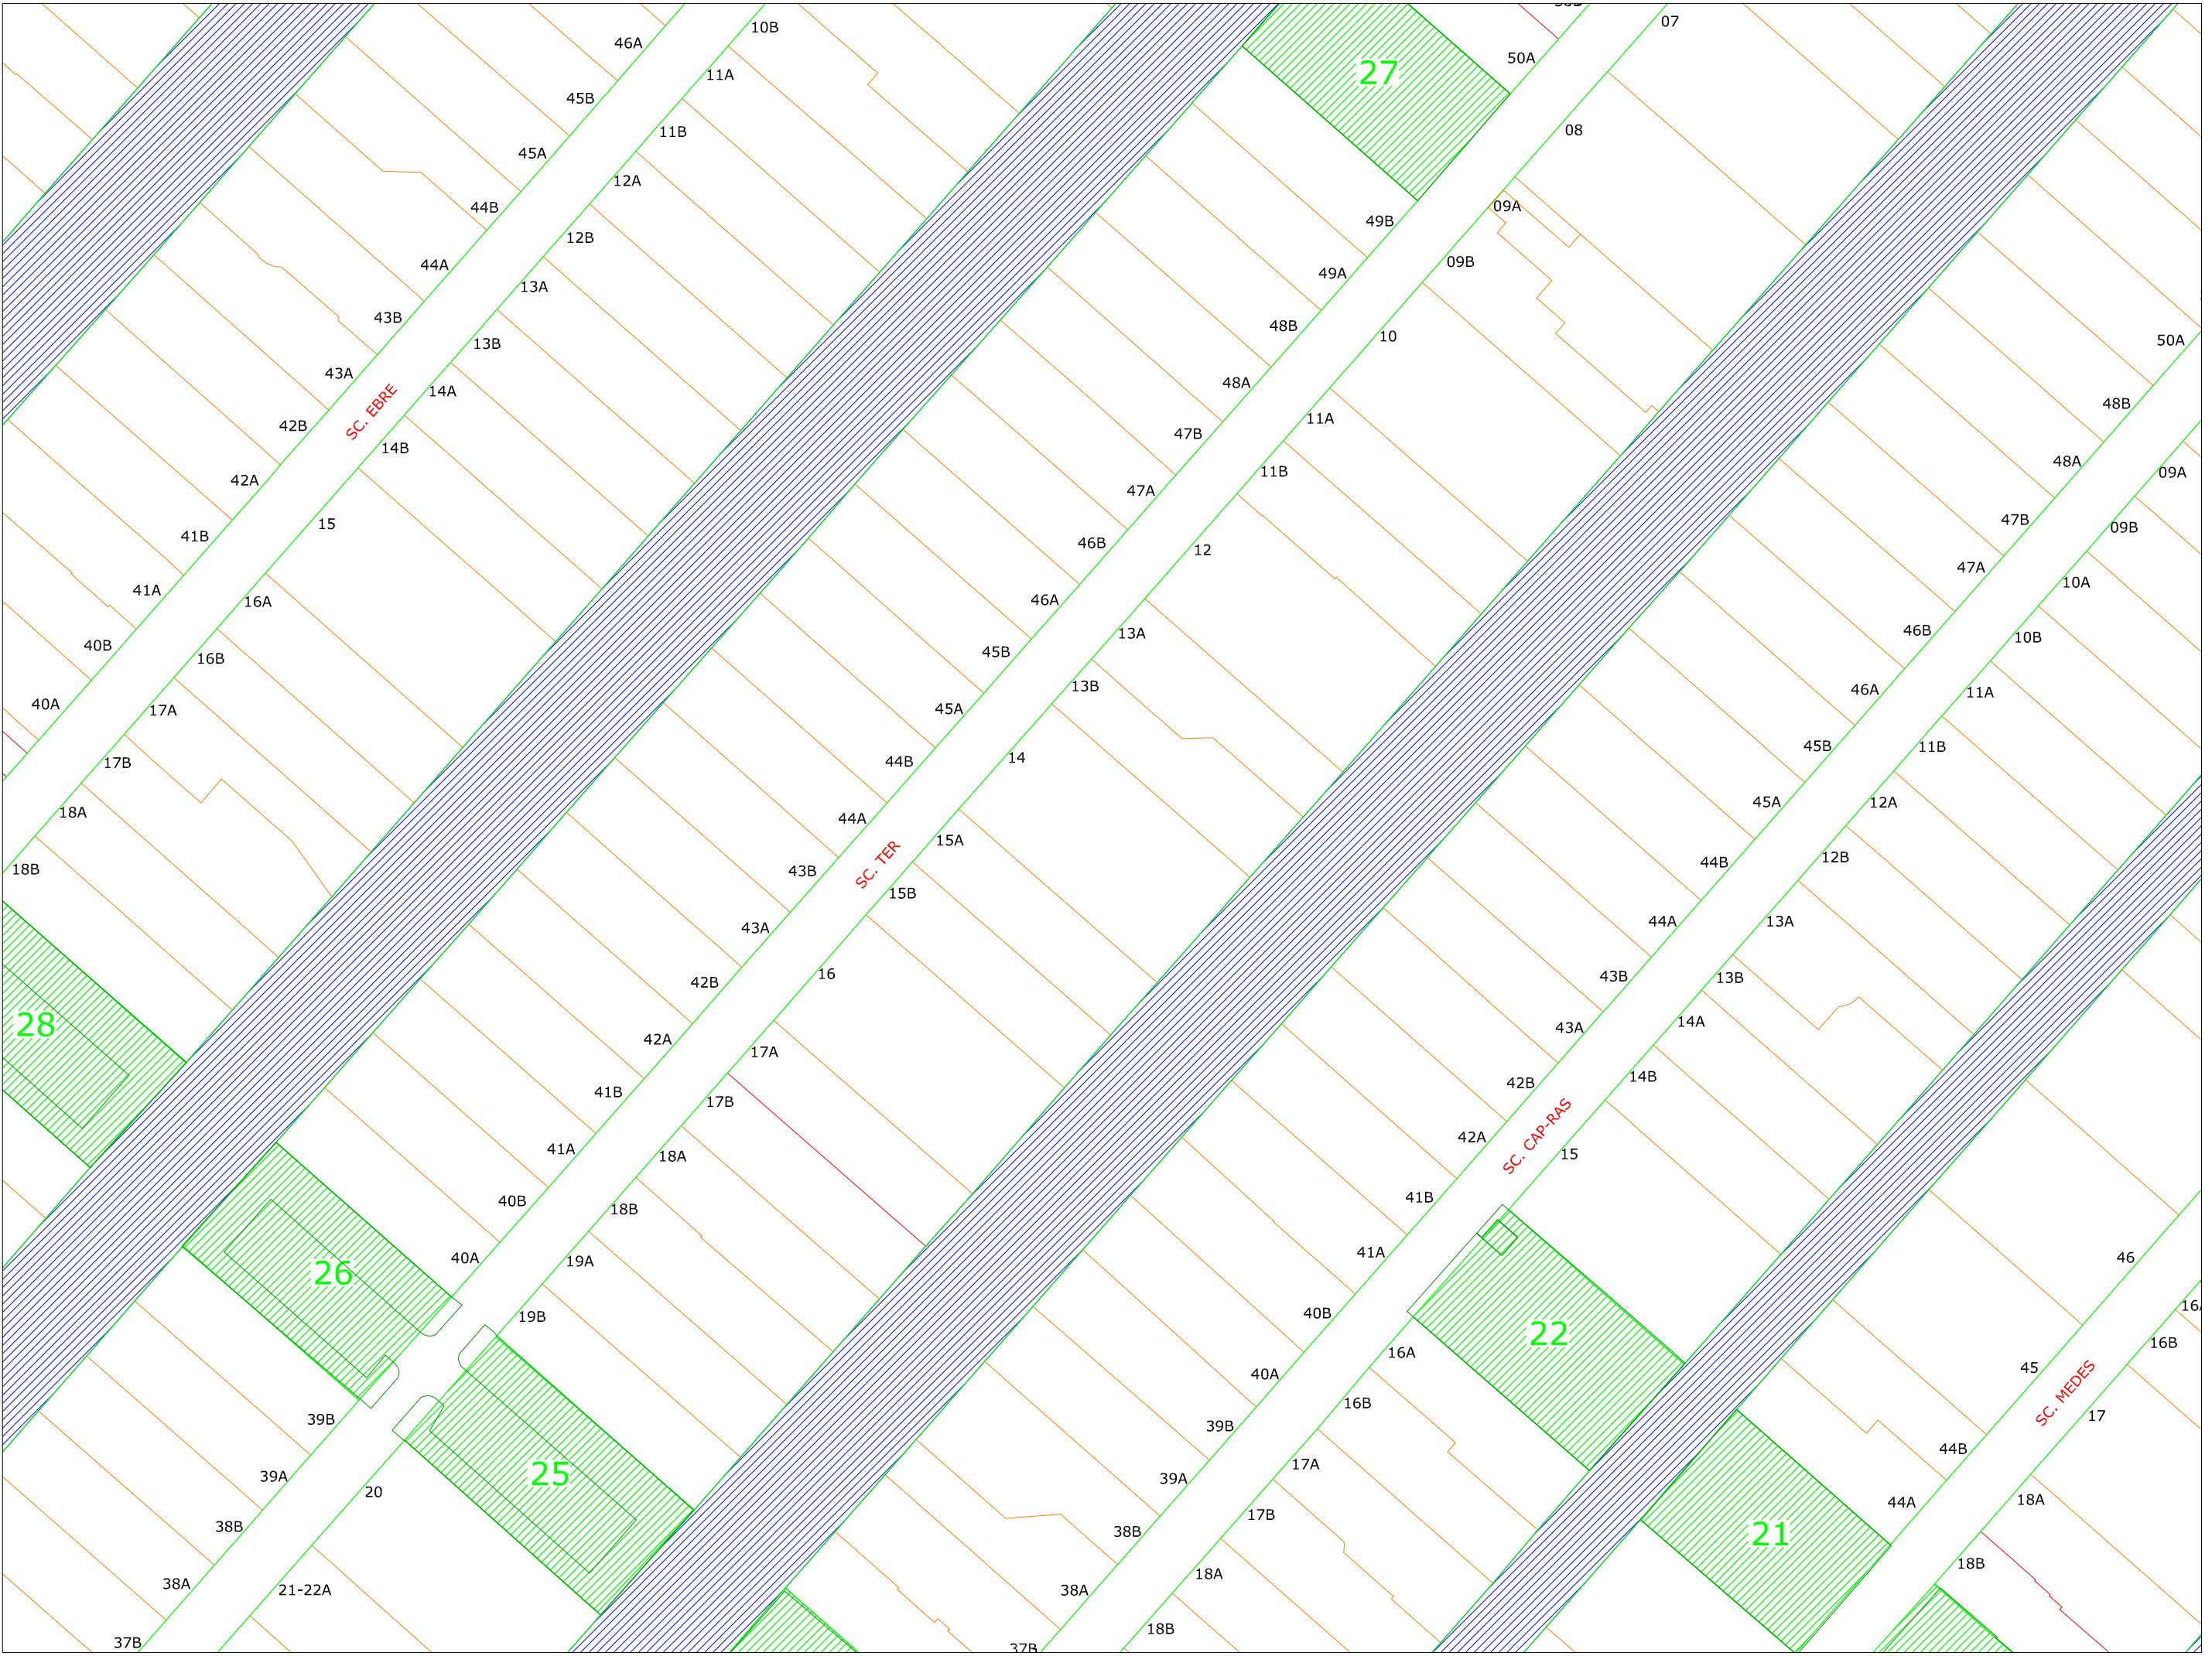 46A
10B
11A
45B
11B
45A
12A
44B
12B
44A
13A
43B
13B
43A
14A
SC. EBRE
42B
14B
42A
15
41B
41A
16A
40B
16B
40A
17A
17B
18A
18B
28
27
50A
07
08
49B
09A
49A
09B
48B
10
48A
11A
47B
11B
47A
12
46B
46A
13A
45B
13B
45A
14
44B
44A
15A
SC. TER
43B
15B
43A
16
42B
42A
17A
41B
17B
41A
18A
40B
18B
40A
19A
26
19B
39B
25
39A
20
38B
38A
21-22A
37B
50A
48B
48A
09A
47B
09B
47A
10A
46B
10B
46A
11A
45B
11B
45A
12A
44B
12B
44A
13A
43B
13B
43A
14A
42B
14B
SC. CAP-RAS
42A
15
41B
41A
40B
22
40A
16A
39B
16B
39A
17A
38B
17B
38A
18A
37B
18B
46
16B
45
SC. MEDES
17
44B
44A
18A
21
18B